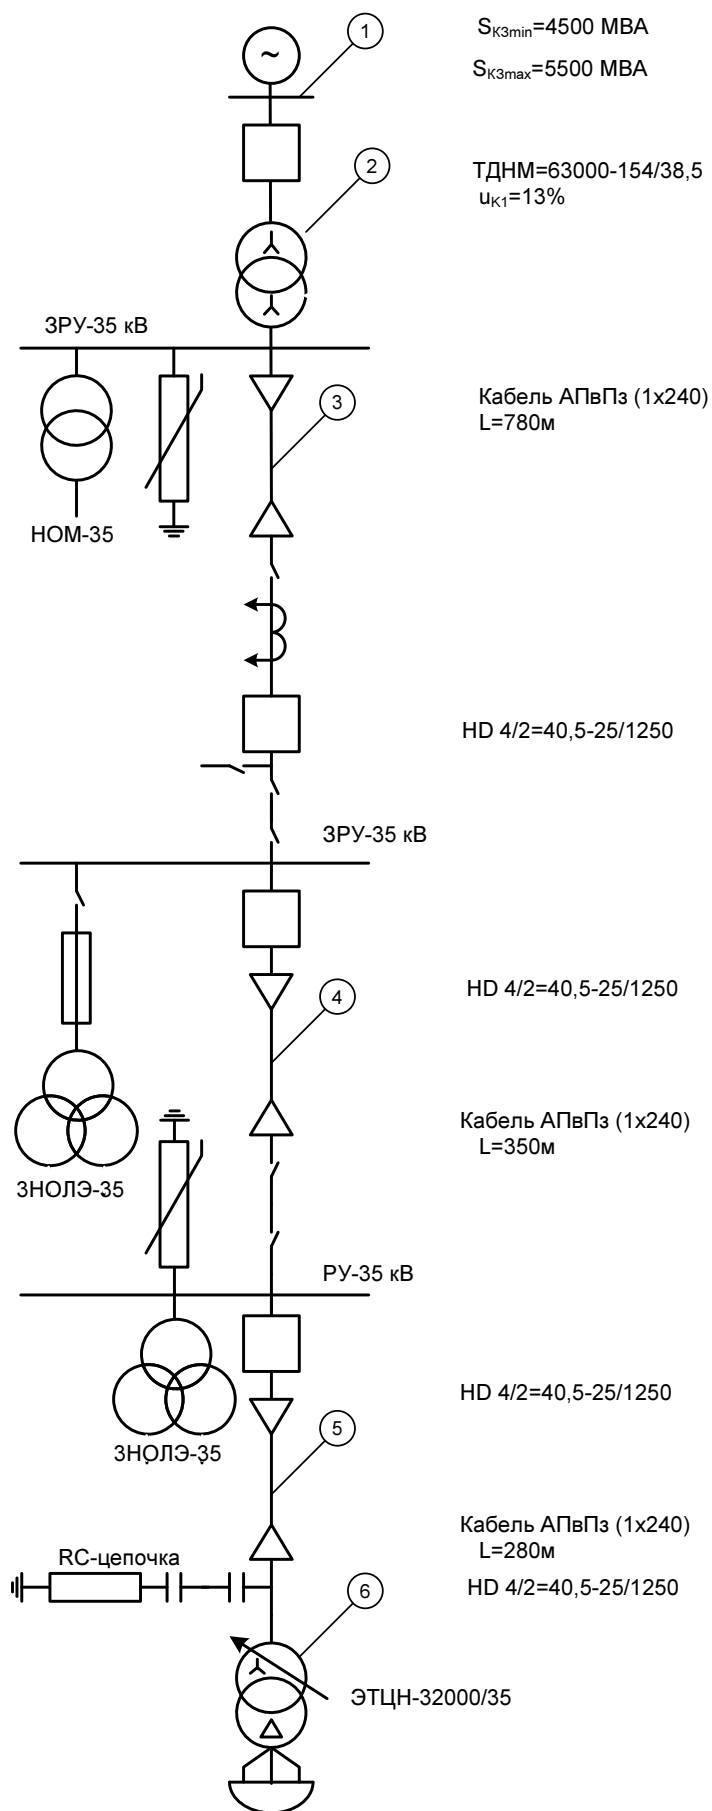 1
S_КЗmin=4500 МВА
S_КЗmax=5500 МВА
~
2
ТДНМ=63000-154/38,5
u_К1=13%
ЗРУ-35 кВ
3
Кабель АПвПз (1х240)
L=780м
НОМ-35
HD 4/2=40,5-25/1250
ЗРУ-35 кВ
4
HD 4/2=40,5-25/1250
Кабель АПвПз (1х240)
L=350м
ЗНОЛЭ-35
РУ-35 кВ
HD 4/2=40,5-25/1250
5
ЗНОЛЭ-35
Кабель АПвПз (1х240)
L=280м
RC-цепочка
HD 4/2=40,5-25/1250
6
ЭТЦН-32000/35